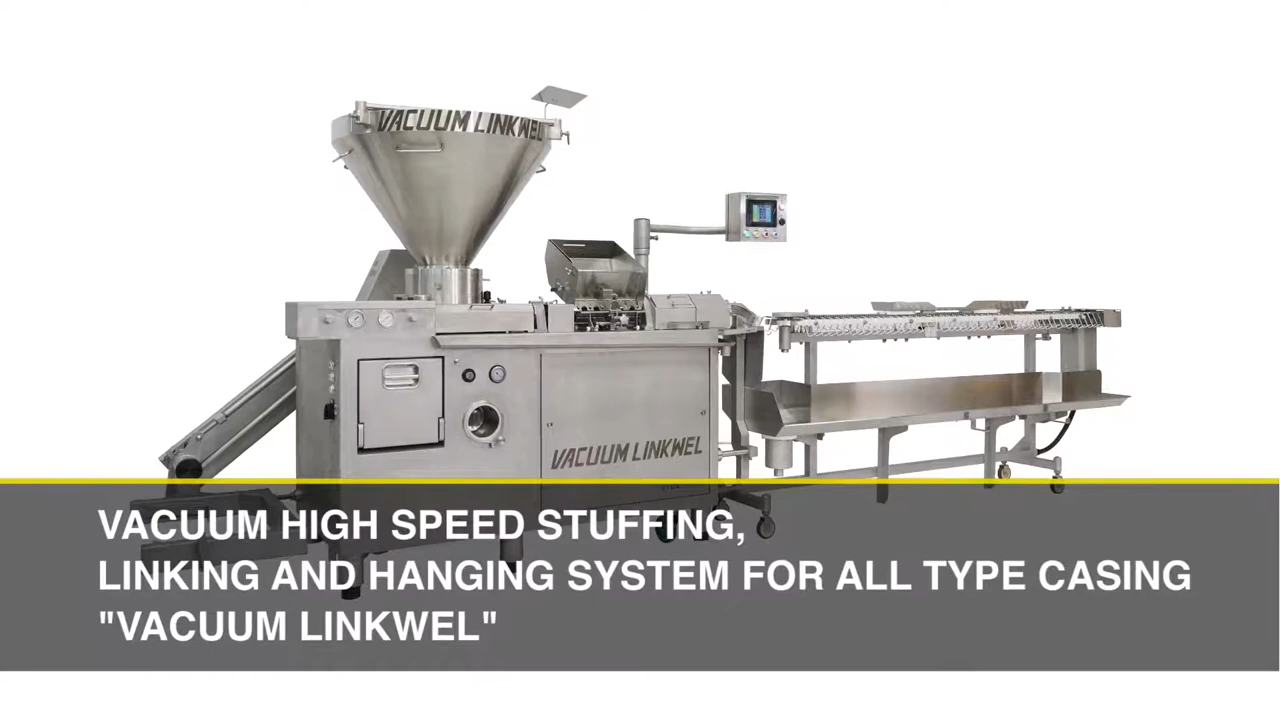 VACUUM LINKWEL
VACUUM LINKWEL
VACUUM HIGH SPEED STUFFING,
LINKING AND HANGING SYSTEM FOR ALL TYPE CASING
"VACUUM LINKWEL"